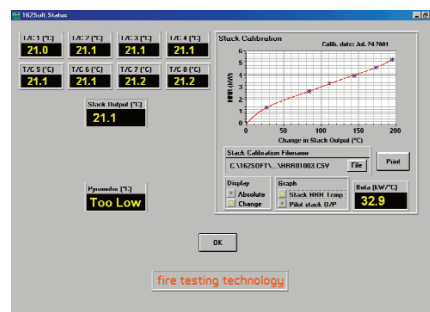 162Soft Status
T/C 1 (°C) T/C 2 (°C) T/C 3 (°C) T/C 4 (°C)
21.0 21.1 21.1 21.1
T/C 5 (°C) T/C 6 (°C) T/C 7 (°C) T/C 8 (°C)
21.1 21.1 21.2 21.2
Stack Output (°C)
21.1
Pyrometer (°C)
Too Low
Stack Calibration
Calib. date: Jul. 24 2001
HRR (kW)
6
5
4
3
2
1
0
0 50 100 150 200
Change in Stack Output (°C)
Stack Calibration Filename
C:\162SOFT\...\HRR01003.CSV
File
Print
Display
Absolute
Change
Graph
Stack HRR Temp
Pilot stack O/P
Beta (kW/°C)
32.9
OK
fire testing technology